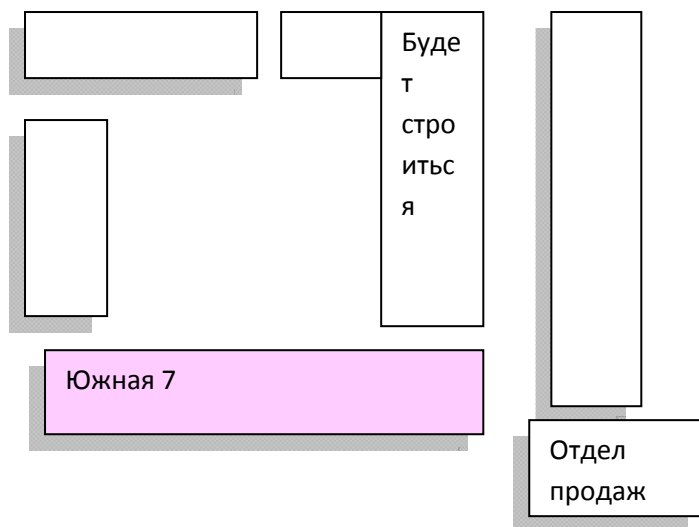 Буде
т
стро
итьс
я
Южная 7
Отдел
продаж